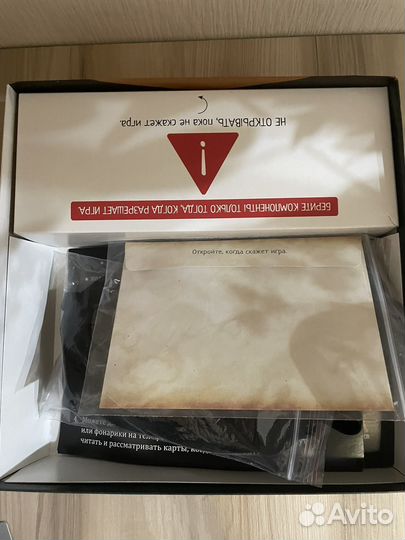 НЕ ОТКРЫВАТЬ, пока не скажет игра.
БЕРИТЕ КОМПОНЕНТЫ ТОЛЬКО ТОГДА, КОГДА РАЗРЕШАЕТ ИГРА.
Откройте, когда скажет игра.
Можете
или фонарики на
читать и рассматривать карты,
Avito